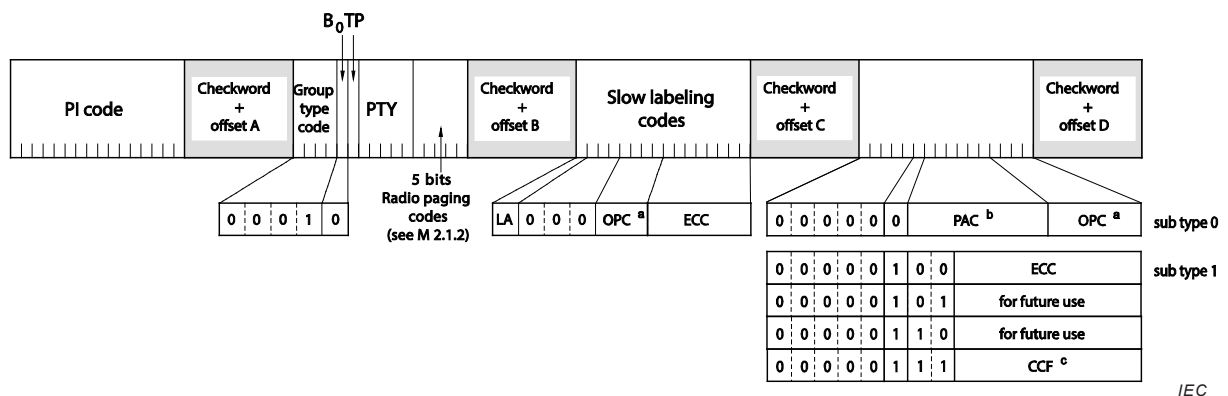 B0TP
PI code
Checkword
+
offset A
Group
type
code
PTY
Checkword
+
offset B
Slow labeling
codes
Checkword
+
offset C
Checkword
+
offset D
5 bits
Radio paging
codes
(see M 2.1.2)
0 0 0 1 0
LA 0 0 0 OPC a ECC
0 0 0 0 0 0 PAC b OPC a sub type 0
0 0 0 0 0 1 0 0 ECC sub type 1
0 0 0 0 0 1 0 1 for future use
0 0 0 0 0 1 1 0 for future use
0 0 0 0 0 1 1 1 CCF c
IEC